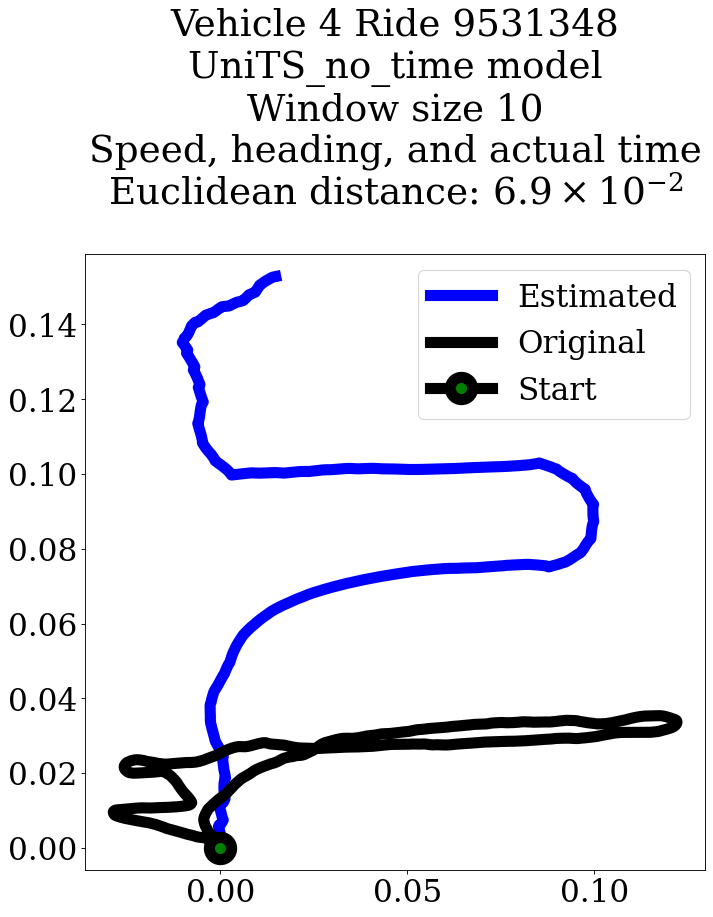 Vehicle 4 Ride 9531348
UniTS_no_time model
Window size 10
Speed, heading, and actual time
Euclidean distance: 6.9 × 10⁻²
Estimated
Original
Start
0.14
0.12
0.10
0.08
0.06
0.04
0.02
0.00
0.00 0.05 0.10